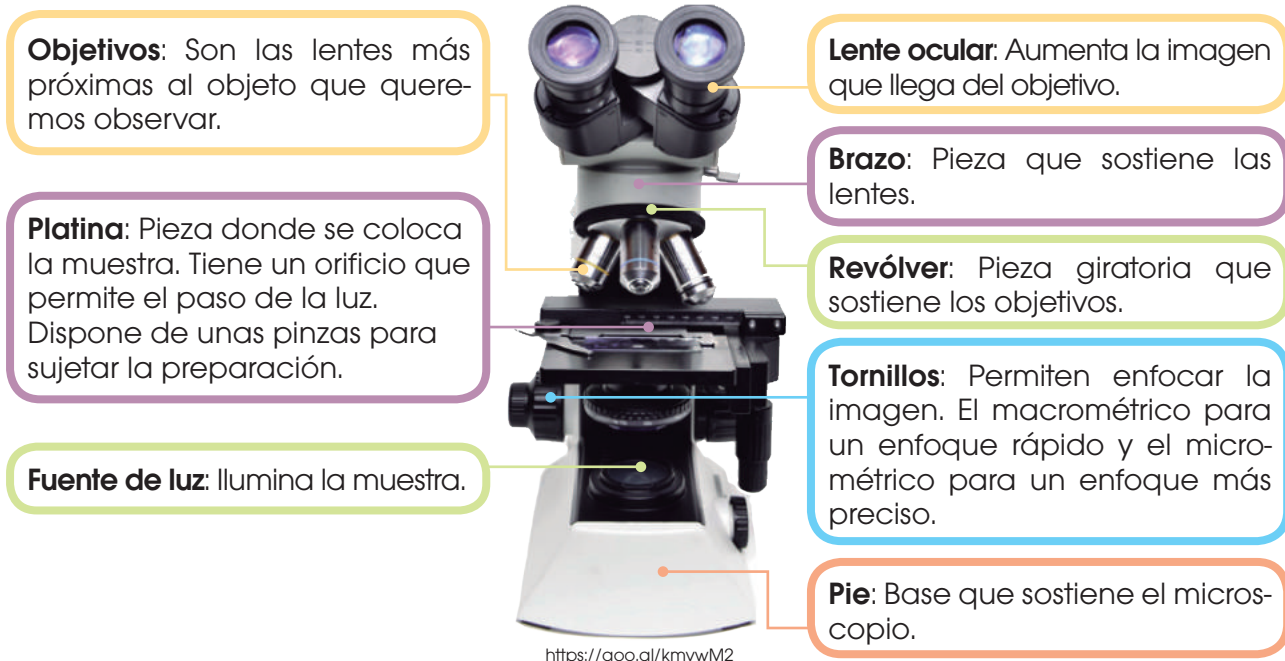 Objetivos: Son las lentes más
próximas al objeto que quere-
mos observar.
Platina: Pieza donde se coloca
la muestra. Tiene un orificio que
permite el paso de la luz.
Dispone de unas pinzas para
sujetar la preparación.
Fuente de luz: Ilumina la muestra.
Lente ocular: Aumenta la imagen
que llega del objetivo.
Brazo: Pieza que sostiene las
lentes.
Revólver: Pieza giratoria que
sostiene los objetivos.
Tornillos: Permiten enfocar la
imagen. El macrométrico para
un enfoque rápido y el micro-
métrico para un enfoque más
preciso.
Pie: Base que sostiene el micros-
copio.
https://goo.gl/kmvwM2